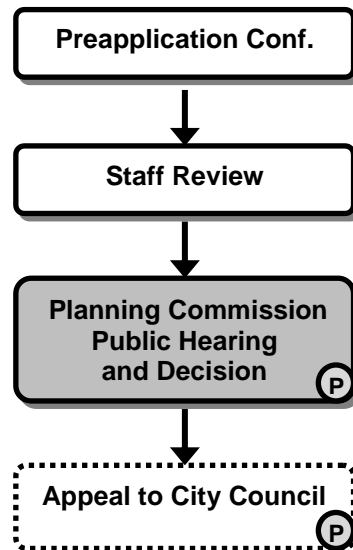 Preapplication Conf.
Staff Review
Planning Commission
Public Hearing
and Decision
P
Appeal to City Council
P